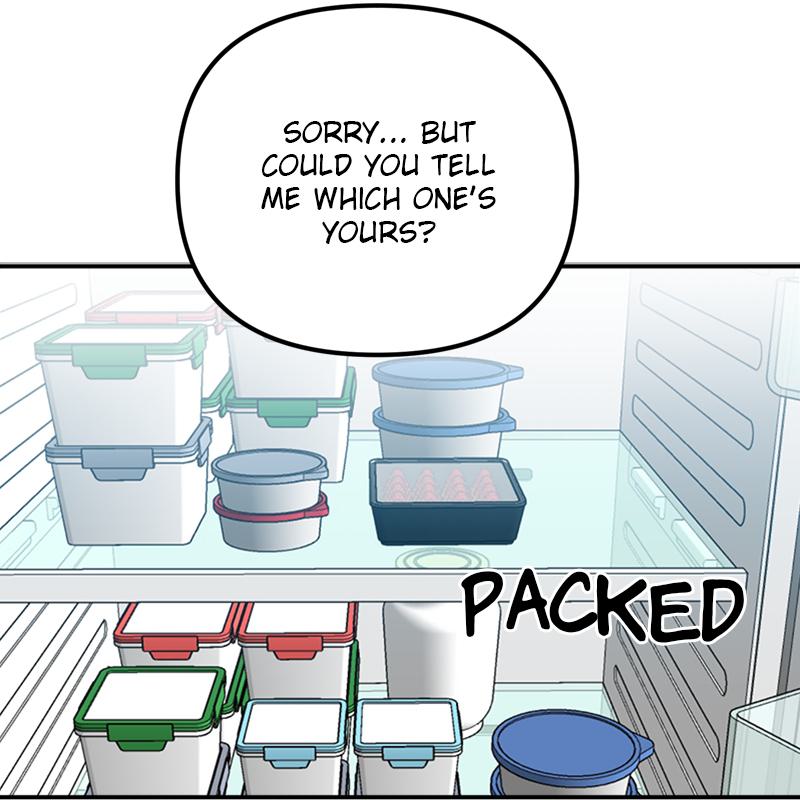 SORRY... BUT
COULD YOU TELL
ME WHICH ONE'S
YOURS?
PACKED